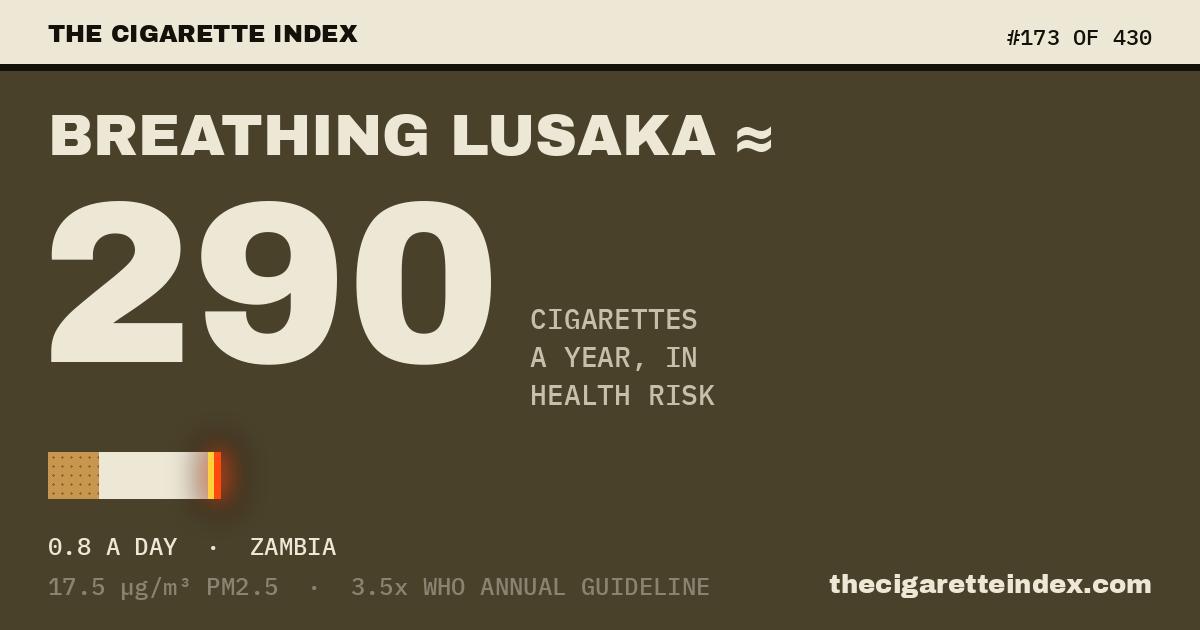 THE CIGARETTE INDEX
#173 OF 430
BREATHING LUSAKA ≈
290
CIGARETTES
A YEAR, IN
HEALTH RISK
0.8 A DAY · ZAMBIA
17.5 µg/m³ PM2.5 · 3.5x WHO ANNUAL GUIDELINE
thecigaretteindex.com